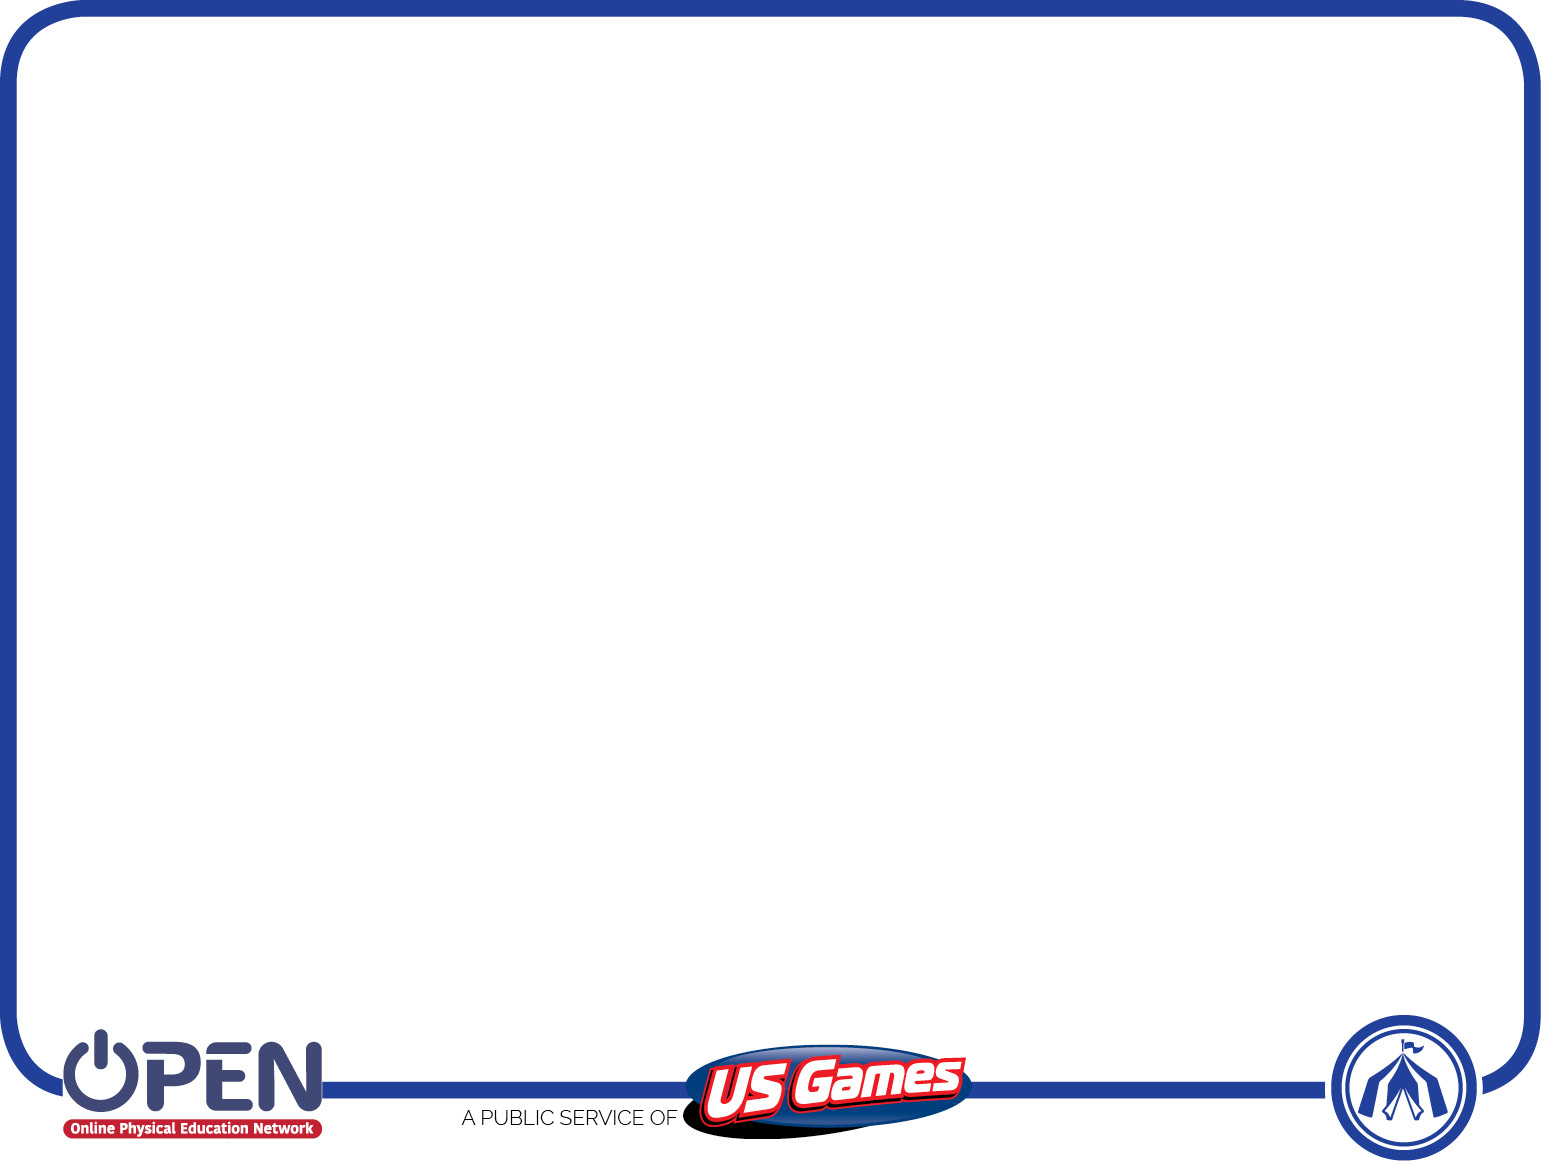 OPEN
Online Physical Education Network
A PUBLIC SERVICE OF
US Games